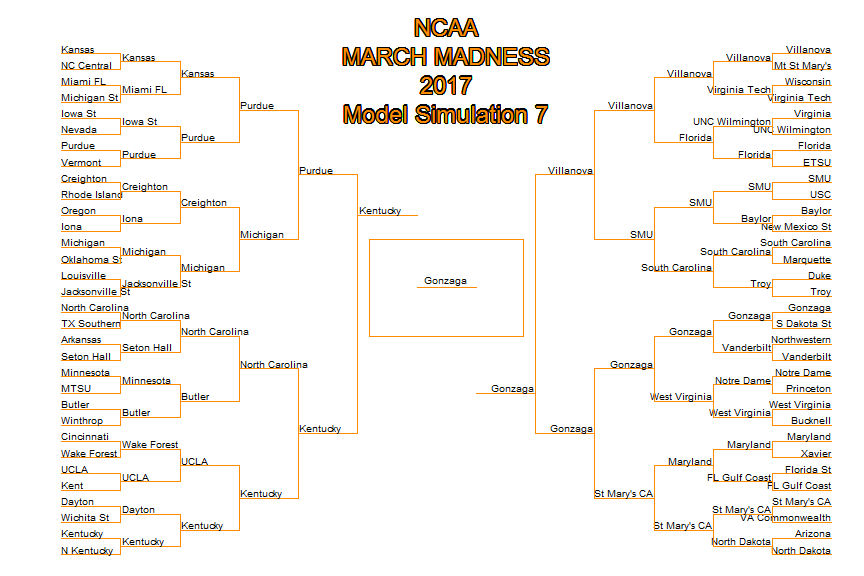 NCAA
MARCH MADNESS
2017
Model Simulation 7
Kansas
NC Central
Miami FL
Michigan St
Iowa St
Nevada
Purdue
Vermont
Creighton
Rhode Island
Oregon
Iona
Michigan
Oklahoma St
Louisville
Jacksonville St
North Carolina
TX Southern
Arkansas
Seton Hall
Minnesota
MTSU
Butler
Winthrop
Cincinnati
Wake Forest
UCLA
Kent
Dayton
Wichita St
Kentucky
N Kentucky
Kansas
Miami FL
Iowa St
Purdue
Creighton
Iona
Michigan
Jacksonville St
North Carolina
Seton Hall
Minnesota
Butler
Wake Forest
UCLA
Dayton
Kentucky
Kansas
Purdue
Creighton
Michigan
North Carolina
Butler
UCLA
Kentucky
Purdue
Michigan
North Carolina
Kentucky
Purdue
Kentucky
Kentucky
Gonzaga
Gonzaga
Villanova
Gonzaga
Villanova
SMU
Gonzaga
St Mary's CA
Villanova
Florida
SMU
South Carolina
Gonzaga
West Virginia
Maryland
St Mary's CA
Villanova
Virginia Tech
UNC Wilmington
Florida
SMU
Baylor
South Carolina
Troy
Gonzaga
Vanderbilt
Notre Dame
West Virginia
Maryland
FL Gulf Coast
St Mary's CA
North Dakota
Villanova
Mt St Mary's
Wisconsin
Virginia Tech
Virginia
UNC Wilmington
Florida
ETSU
SMU
USC
Baylor
New Mexico St
South Carolina
Marquette
Duke
Troy
Gonzaga
S Dakota St
Northwestern
Vanderbilt
Notre Dame
Princeton
West Virginia
Bucknell
Maryland
Xavier
Florida St
FL Gulf Coast
St Mary's CA
VA Commonwealth
Arizona
North Dakota